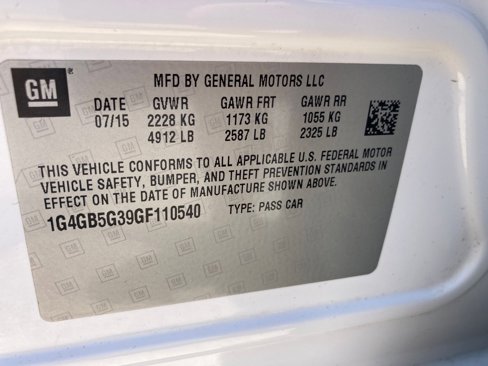 GM
MFD BY GENERAL MOTORS LLC
DATE GVWR GAWR FRT GAWR RR
07/15 2228 KG 1173 KG 1055 KG
4912 LB 2587 LB 2325 LB
THIS VEHICLE CONFORMS TO ALL APPLICABLE U.S. FEDERAL MOTOR
VEHICLE SAFETY, BUMPER, AND THEFT PREVENTION STANDARDS IN
EFFECT ON THE DATE OF MANUFACTURE SHOWN ABOVE.
1G4GB5G39GF110540 TYPE: PASS CAR